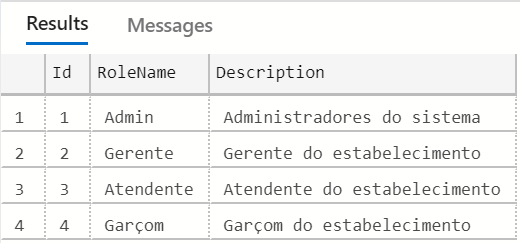 Results Messages
Id RoleName Description
1 1 Admin Administradores do sistema
2 2 Gerente Gerente do estabelecimento
3 3 Atendente Atendente do estabelecimento
4 4 Garçom Garçom do estabelecimento